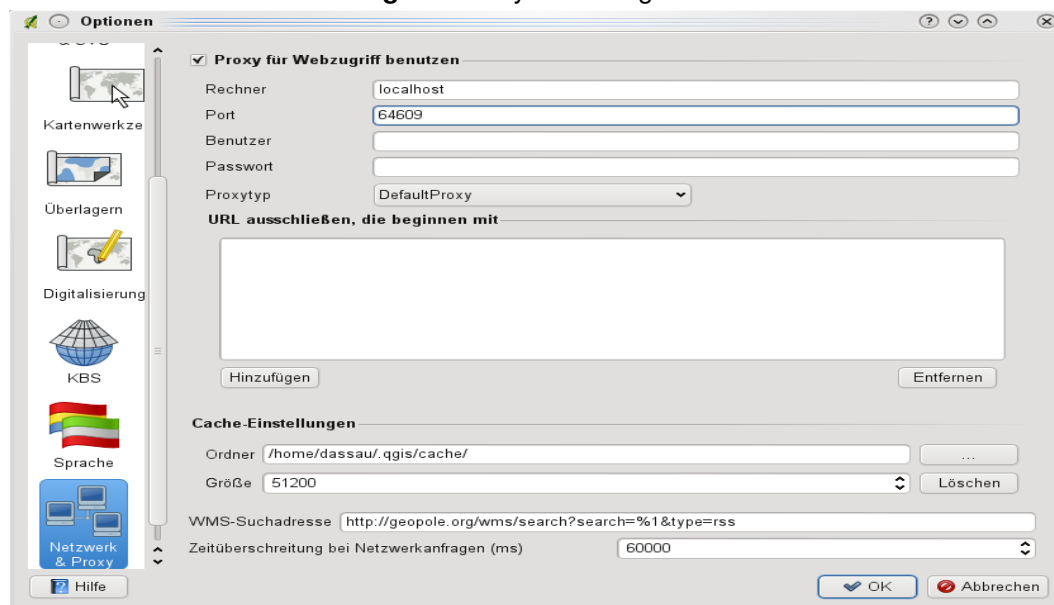 Optionen
Kartenwerkze
Überlagern
Digitalisierung
KBS
Sprache
Netzwerk
& Proxy
Proxy für Webzugriff benutzen
Rechner localhost
Port 64609
Benutzer
Passwort
Proxytyp DefaultProxy
URL ausschließen, die beginnen mit
Hinzufügen Entfernen
Cache-Einstellungen
Ordner /home/dassau/.qgis/cache/ ...
Größe 51200 Löschen
WMS-Suchadresse http://geopole.org/wms/search?search=%1&type=rss
Zeitüberschreitung bei Netzwerkanfragen (ms) 60000
Hilfe OK Abbrechen